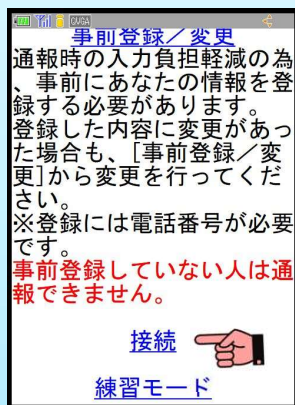 QVGA
事前登録／変更
通報時の入力負担軽減の為
、事前にあなたの情報を登
録する必要があります。
登録した内容に変更があっ
た場合も、[事前登録／変
更]から変更を行ってくだ
さい。
※登録には電話番号が必要
です。
事前登録していない人は通
報できません。
接続
練習モード